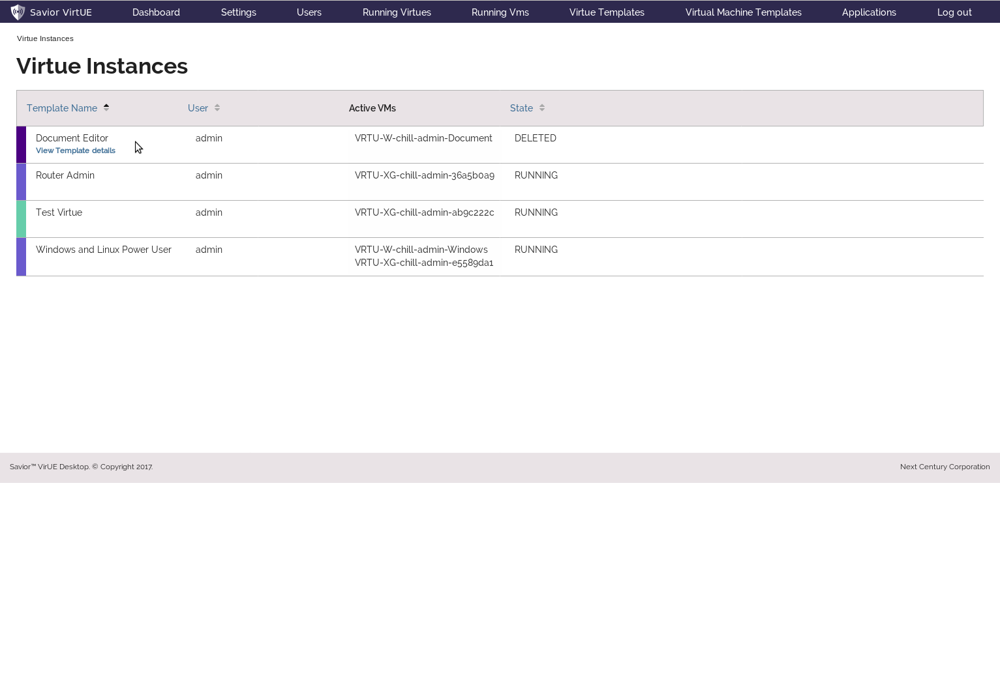 Savior VirtUE Dashboard Settings Users Running Virtues Running Vms Virtue Templates Virtual Machine Templates Applications Log out
Virtue Instances
Virtue Instances
Template Name User Active VMs State
Document Editor admin VRTU-W-chill-admin-Document DELETED
View Template details
Router Admin admin VRTU-XG-chill-admin-36a5b0a9 RUNNING
Test Virtue admin VRTU-XG-chill-admin-ab9c222c RUNNING
Windows and Linux Power User admin VRTU-W-chill-admin-Windows RUNNING
VRTU-XG-chill-admin-e5589da1
Savior™ VirUE Desktop. © Copyright 2017. Next Century Corporation